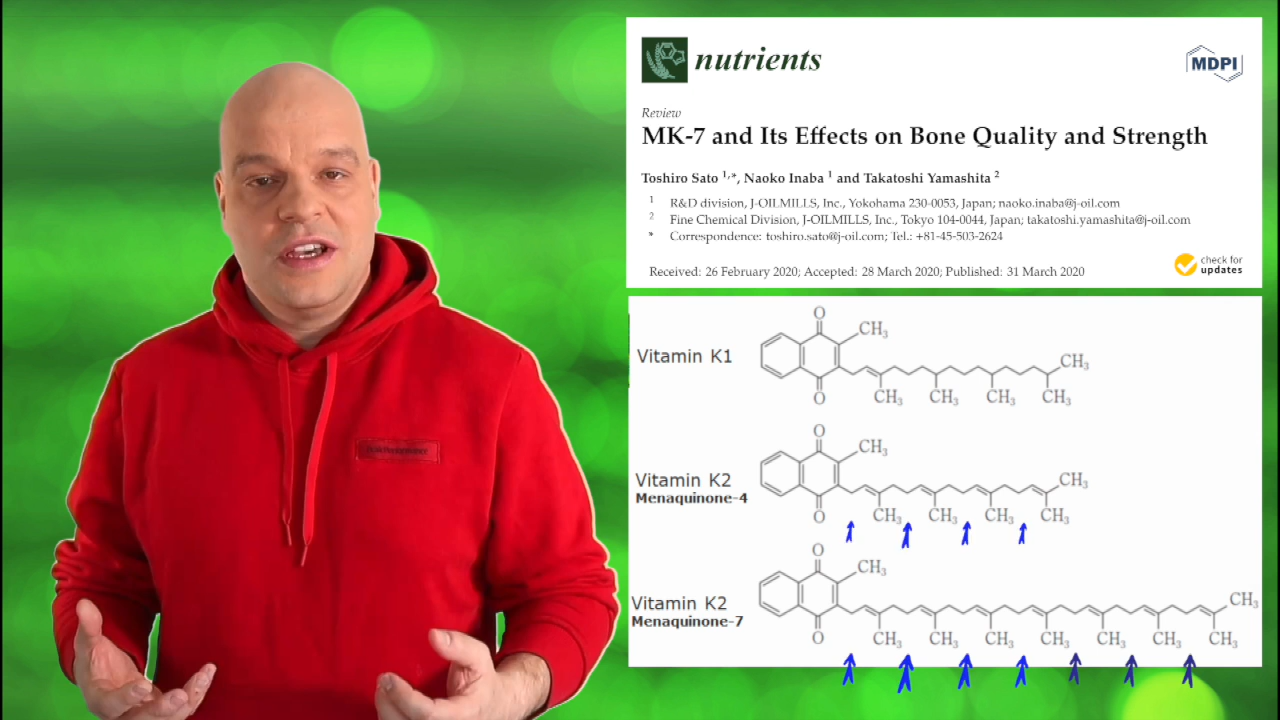 nutrients
MDPI
Review
MK-7 and Its Effects on Bone Quality and Strength
Toshiro Sato 1,*, Naoko Inaba 1 and Takatoshi Yamashita 2
1 R&D division, J-OILMILLS, Inc., Yokohama 230-0053, Japan; naoko.inaba@j-oil.com
2 Fine Chemical Division, J-OILMILLS, Inc., Tokyo 104-0044, Japan; takatoshi.yamashita@j-oil.com
* Correspondence: toshiro.sato@j-oil.com; Tel.: +81-45-503-2624
check for
updates
Received: 26 February 2020; Accepted: 28 March 2020; Published: 31 March 2020
O
CH3
Vitamin K1
CH3
O CH3 CH3 CH3 CH3
O
CH3
Vitamin K2
CH3
Menaquinone-4
O CH3 CH3 CH3 CH3
O
CH3
Vitamin K2
CH3
Menaquinone-7
O CH3 CH3 CH3 CH3 CH3 CH3 CH3